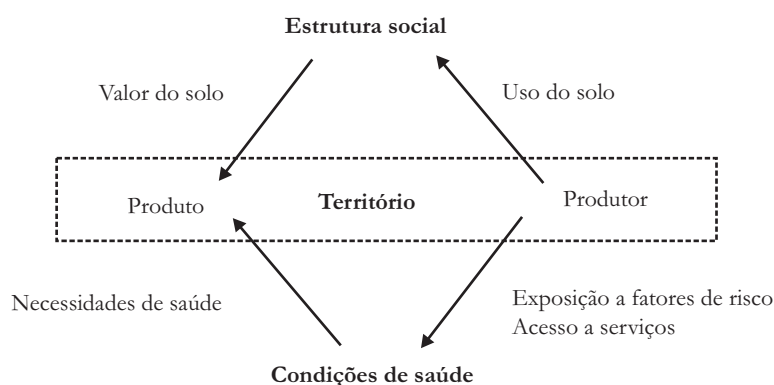 Estrutura social
Valor do solo
Uso do solo
Produto
Território
Produtor
Necessidades de saúde
Exposição a fatores de risco
Acesso a serviços
Condições de saúde